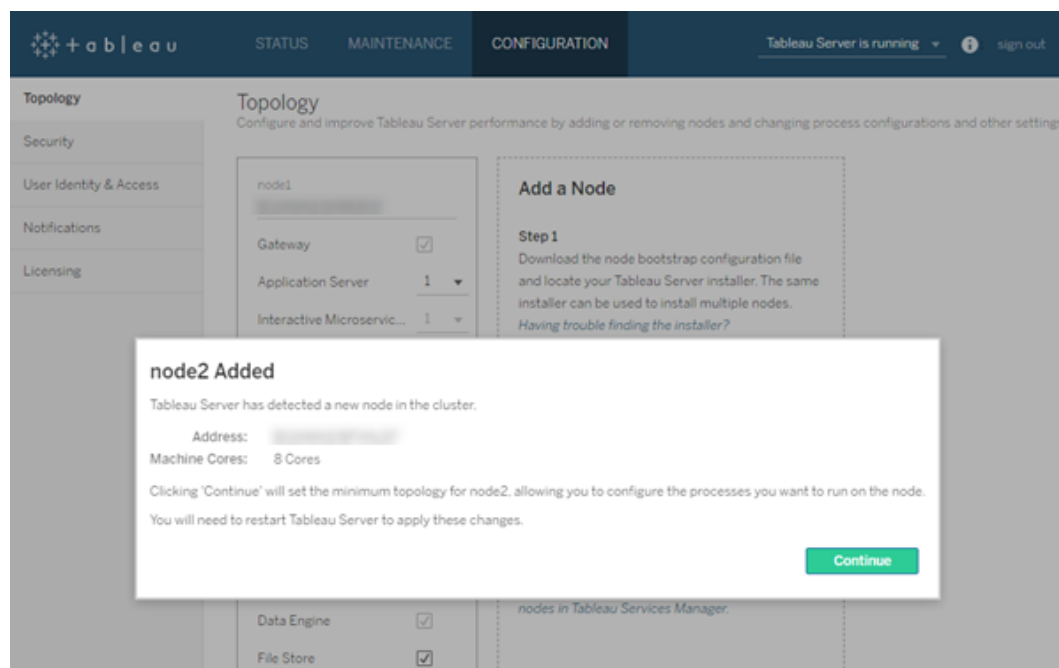 + a b | e a u
STATUS
MAINTENANCE
CONFIGURATION
Tableau Server is running
sign out
Topology
Security
User Identity & Access
Notifications
Licensing
Topology
Configure and improve Tableau Server performance by adding or removing nodes and changing process configurations and other setting
node1
Gateway
Application Server 1
Interactive Microservic... 1
Add a Node
Step 1
Download the node bootstrap configuration file
and locate your Tableau Server installer. The same
installer can be used to install multiple nodes.
Having trouble finding the installer?
node2 Added
Tableau Server has detected a new node in the cluster.
Address:
Machine Cores: 8 Cores
Clicking 'Continue' will set the minimum topology for node2, allowing you to configure the processes you want to run on the node.
You will need to restart Tableau Server to apply these changes.
Continue
nodes in Tableau Services Manager.
Data Engine
File Store